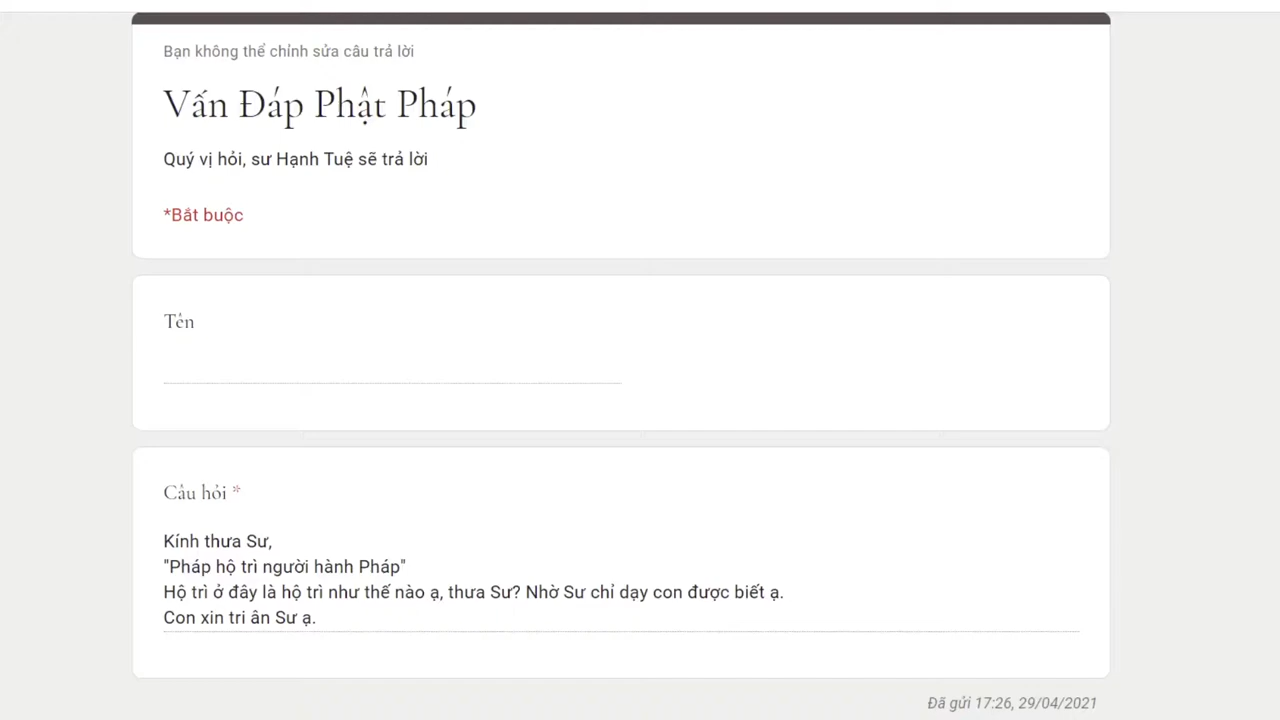 Bạn không thể chỉnh sửa câu trả lời
Vấn Đáp Phật Pháp
Quý vị hỏi, sư Hạnh Tuệ sẽ trả lời
*Bắt buộc
Tên
Câu hỏi *
Kính thưa Sư,
"Pháp hộ trì người hành Pháp"
Hộ trì ở đây là hộ trì như thế nào ạ, thưa Sư? Nhờ Sư chỉ dạy con được biết ạ.
Con xin tri ân Sư ạ.
Đã gửi 17:26, 29/04/2021